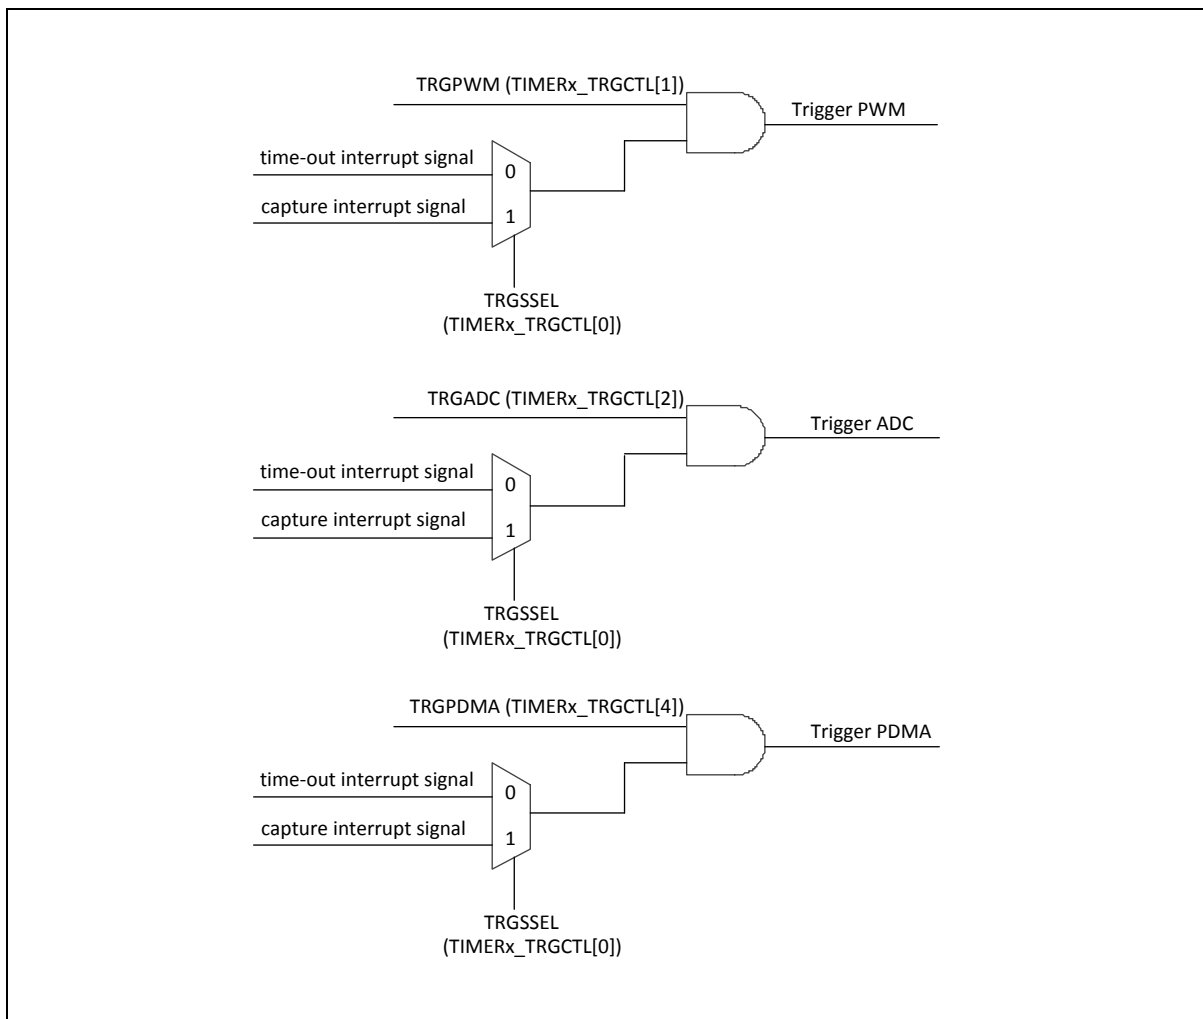 TRGPWM (TIMERx_TRGCTL[1])
Trigger PWM
time-out interrupt signal
0
capture interrupt signal
1
TRGSSEL
(TIMERx_TRGCTL[0])
TRGADC (TIMERx_TRGCTL[2])
Trigger ADC
time-out interrupt signal
0
capture interrupt signal
1
TRGSSEL
(TIMERx_TRGCTL[0])
TRGPDMA (TIMERx_TRGCTL[4])
Trigger PDMA
time-out interrupt signal
0
capture interrupt signal
1
TRGSSEL
(TIMERx_TRGCTL[0])